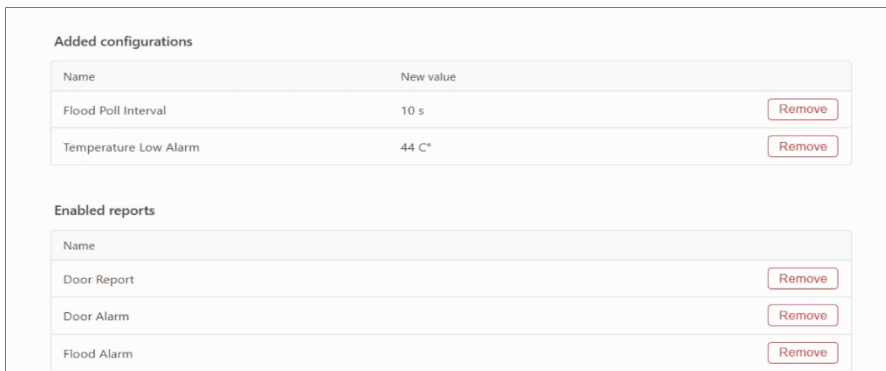 Added configurations
Name New value
Flood Poll Interval 10 s Remove
Temperature Low Alarm 44 C° Remove
Enabled reports
Name
Door Report Remove
Door Alarm Remove
Flood Alarm Remove